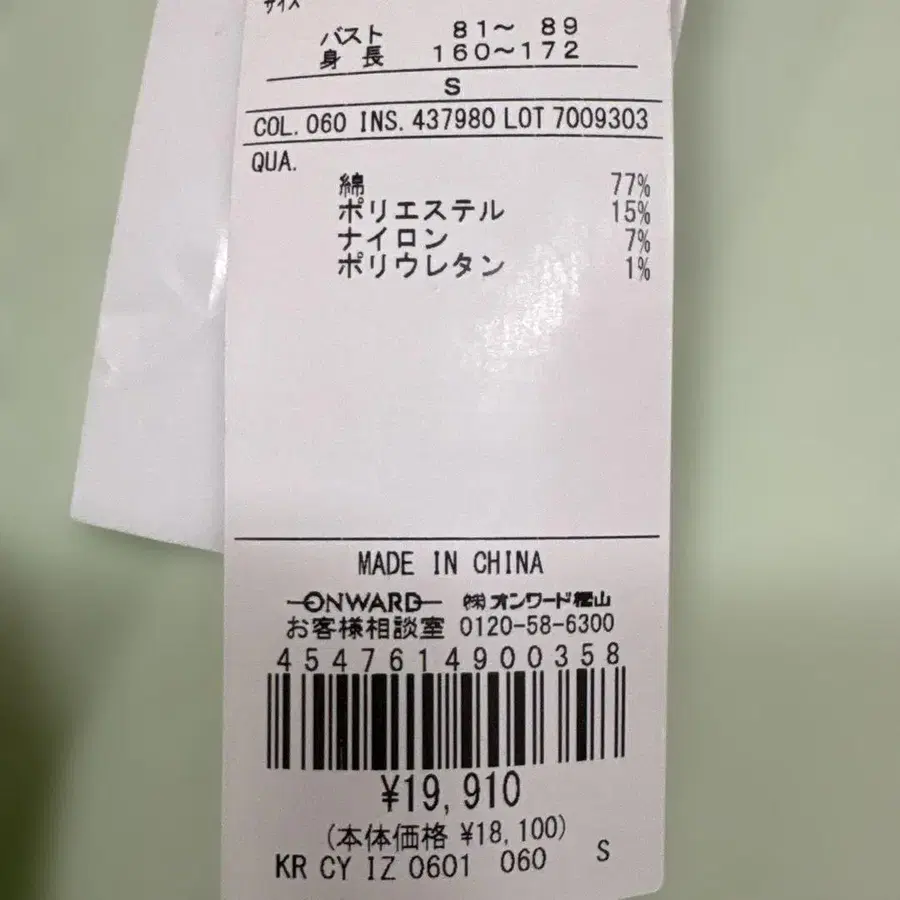 サイズ
バスト 81～ 89
身 長 160～172
S
COL. 060 INS. 437980 LOT 7009303
QUA.
綿 77%
ポリエステル 15%
ナイロン 7%
ポリウレタン 1%
MADE IN CHINA
ONWARD ㈱オンワード樫山
お客様相談室 0120-58-6300
4547614900358
¥19,910
(本体価格 ¥18,100)
KR CY IZ 0601 060 S